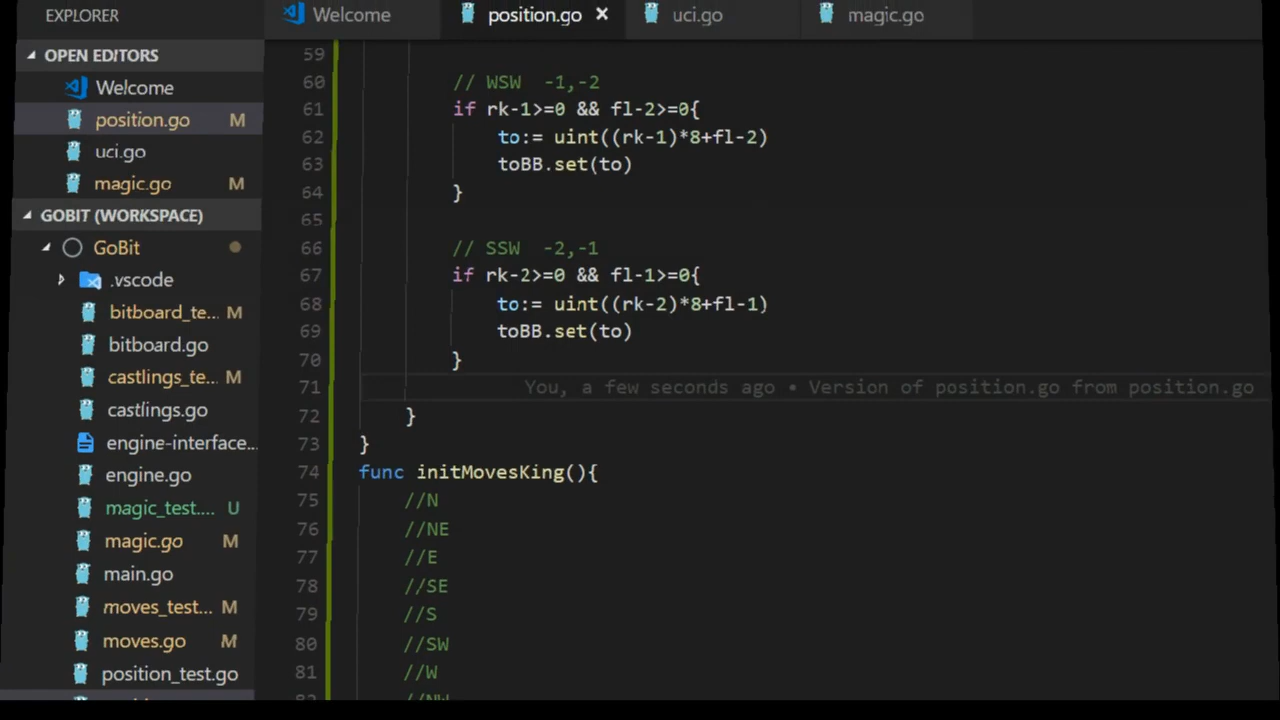 EXPLORER
Welcome
position.go ×
uci.go
magic.go
OPEN EDITORS
Welcome
position.go M
uci.go
magic.go M
GOBIT (WORKSPACE)
GoBit
.vscode
bitboard_te... M
bitboard.go
castlings_te... M
castlings.go
engine-interface...
engine.go
magic_test.... U
magic.go M
main.go
moves_test... M
moves.go M
position_test.go
59
60 // WSW -1,-2
61 if rk-1>=0 && fl-2>=0{
62 to:= uint((rk-1)*8+fl-2)
63 toBB.set(to)
64 }
65
66 // SSW -2,-1
67 if rk-2>=0 && fl-1>=0{
68 to:= uint((rk-2)*8+fl-1)
69 toBB.set(to)
70 }
71 You, a few seconds ago • Version of position.go from position.go
72 }
73 }
74 func initMovesKing(){
75 //N
76 //NE
77 //E
78 //SE
79 //S
80 //SW
81 //W
82 //NW